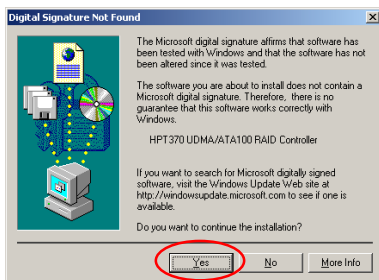 Digital Signature Not Found
The Microsoft digital signature affirms that software has
been tested with Windows and that the software has not
been altered since it was tested.
The software you are about to install does not contain a
Microsoft digital signature. Therefore, there is no
guarantee that this software works correctly with
Windows.
HPT370 UDMA/ATA100 RAID Controller
If you want to search for Microsoft digitally signed
software, visit the Windows Update Web site at
http://windowsupdate.microsoft.com to see if one is
available.
Do you want to continue the installation?
Yes No More Info